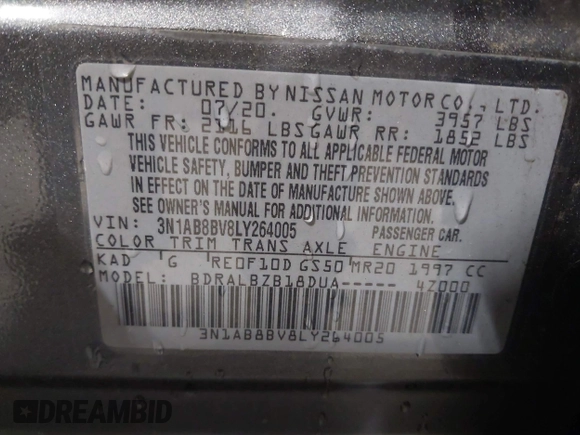 MANUFACTURED BY NISSAN MOTOR CO., LTD.
DATE: 07/20. GVWR: 3957 LBS
GAWR FR: 2116 LBS GAWR RR: 1852 LBS
THIS VEHICLE CONFORMS TO ALL APPLICABLE FEDERAL MOTOR
VEHICLE SAFETY, BUMPER AND THEFT PREVENTION STANDARDS
IN EFFECT ON THE DATE OF MANUFACTURE SHOWN ABOVE.
SEE OWNER'S MANUAL FOR ADDITIONAL INFORMATION.
VIN: 3N1AB8BV8LY264005 PASSENGER CAR.
COLOR TRIM TRANS AXLE ENGINE
KAD G RE0F10D GS50 MR20 1997 CC
MODEL: BDRALBZB18DUA----- 4Z000
3N1AB8BV8LY264005
DREAMBID